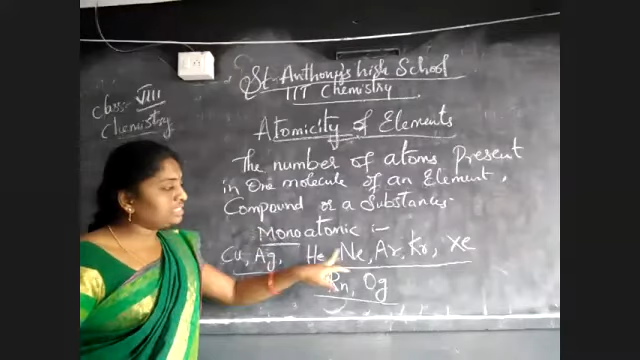 St. Anthony's high School
IIT Chemistry
class VIII
Chemistry
Atomicity of Elements
The number of atoms Present
in One molecule of an Element,
Compound or a Substances.
Monoatomic :-
Cu, Ag, He Ne, Ar, Kr, Xe
Rn, Og